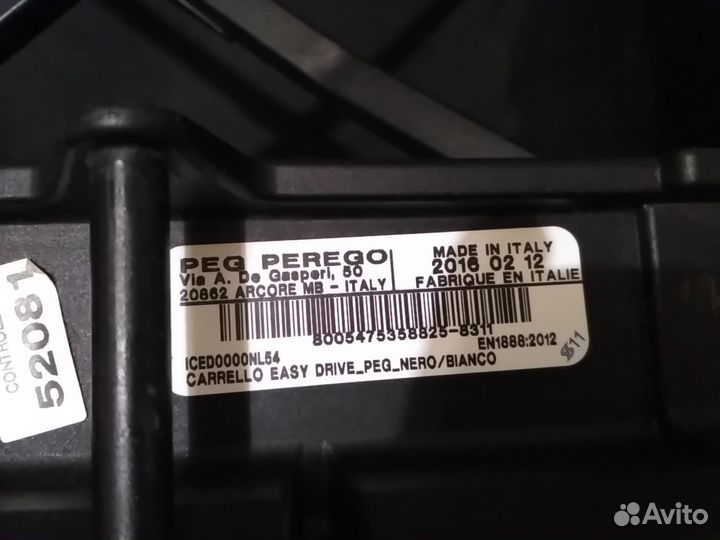 PEG PEREGO
Via A. De Gasperi, 50
20862 ARCORE MB - ITALY
MADE IN ITALY
2016 02 12
FABRIQUE EN ITALIE
8005475358825-8311
ICED0000NL54
EN1888:2012
CARRELLO EASY DRIVE_PEG_NERO/BIANCO
52081
Avito